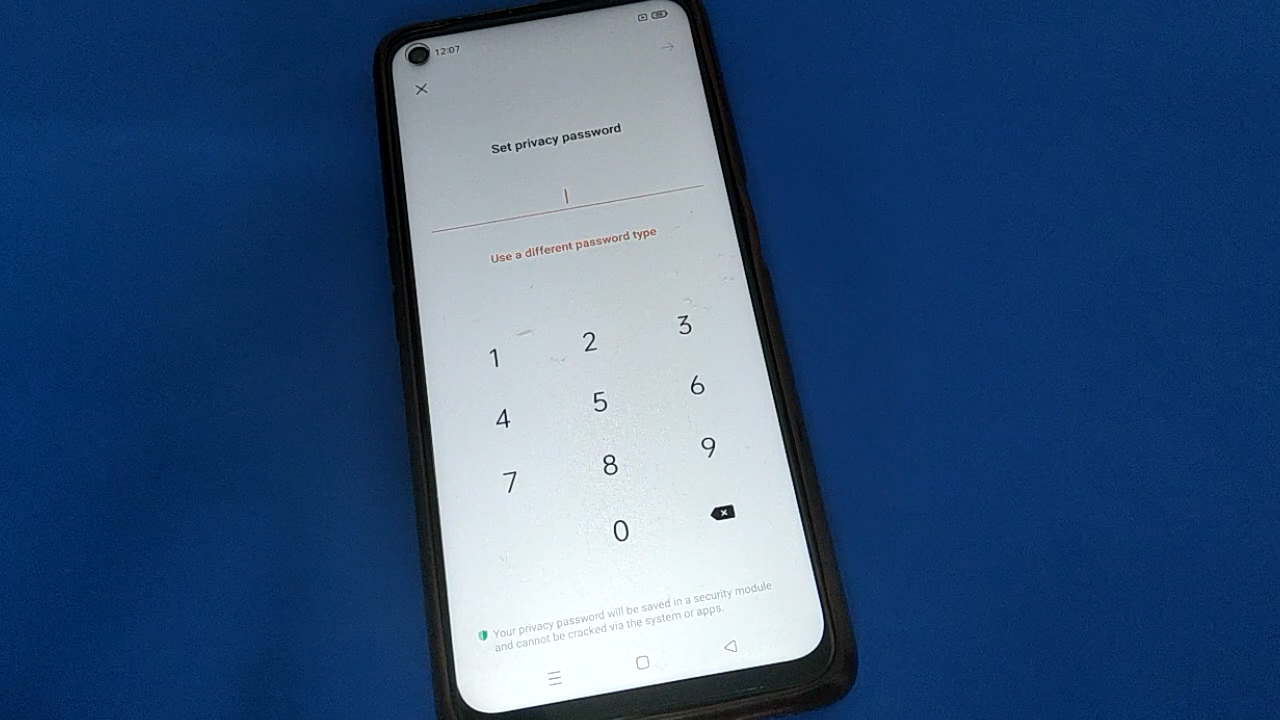 12:07
Set privacy password
Use a different password type
1 2 3
4 5 6
7 8 9
0
Your privacy password will be saved in a security module
and cannot be cracked via the system or apps.